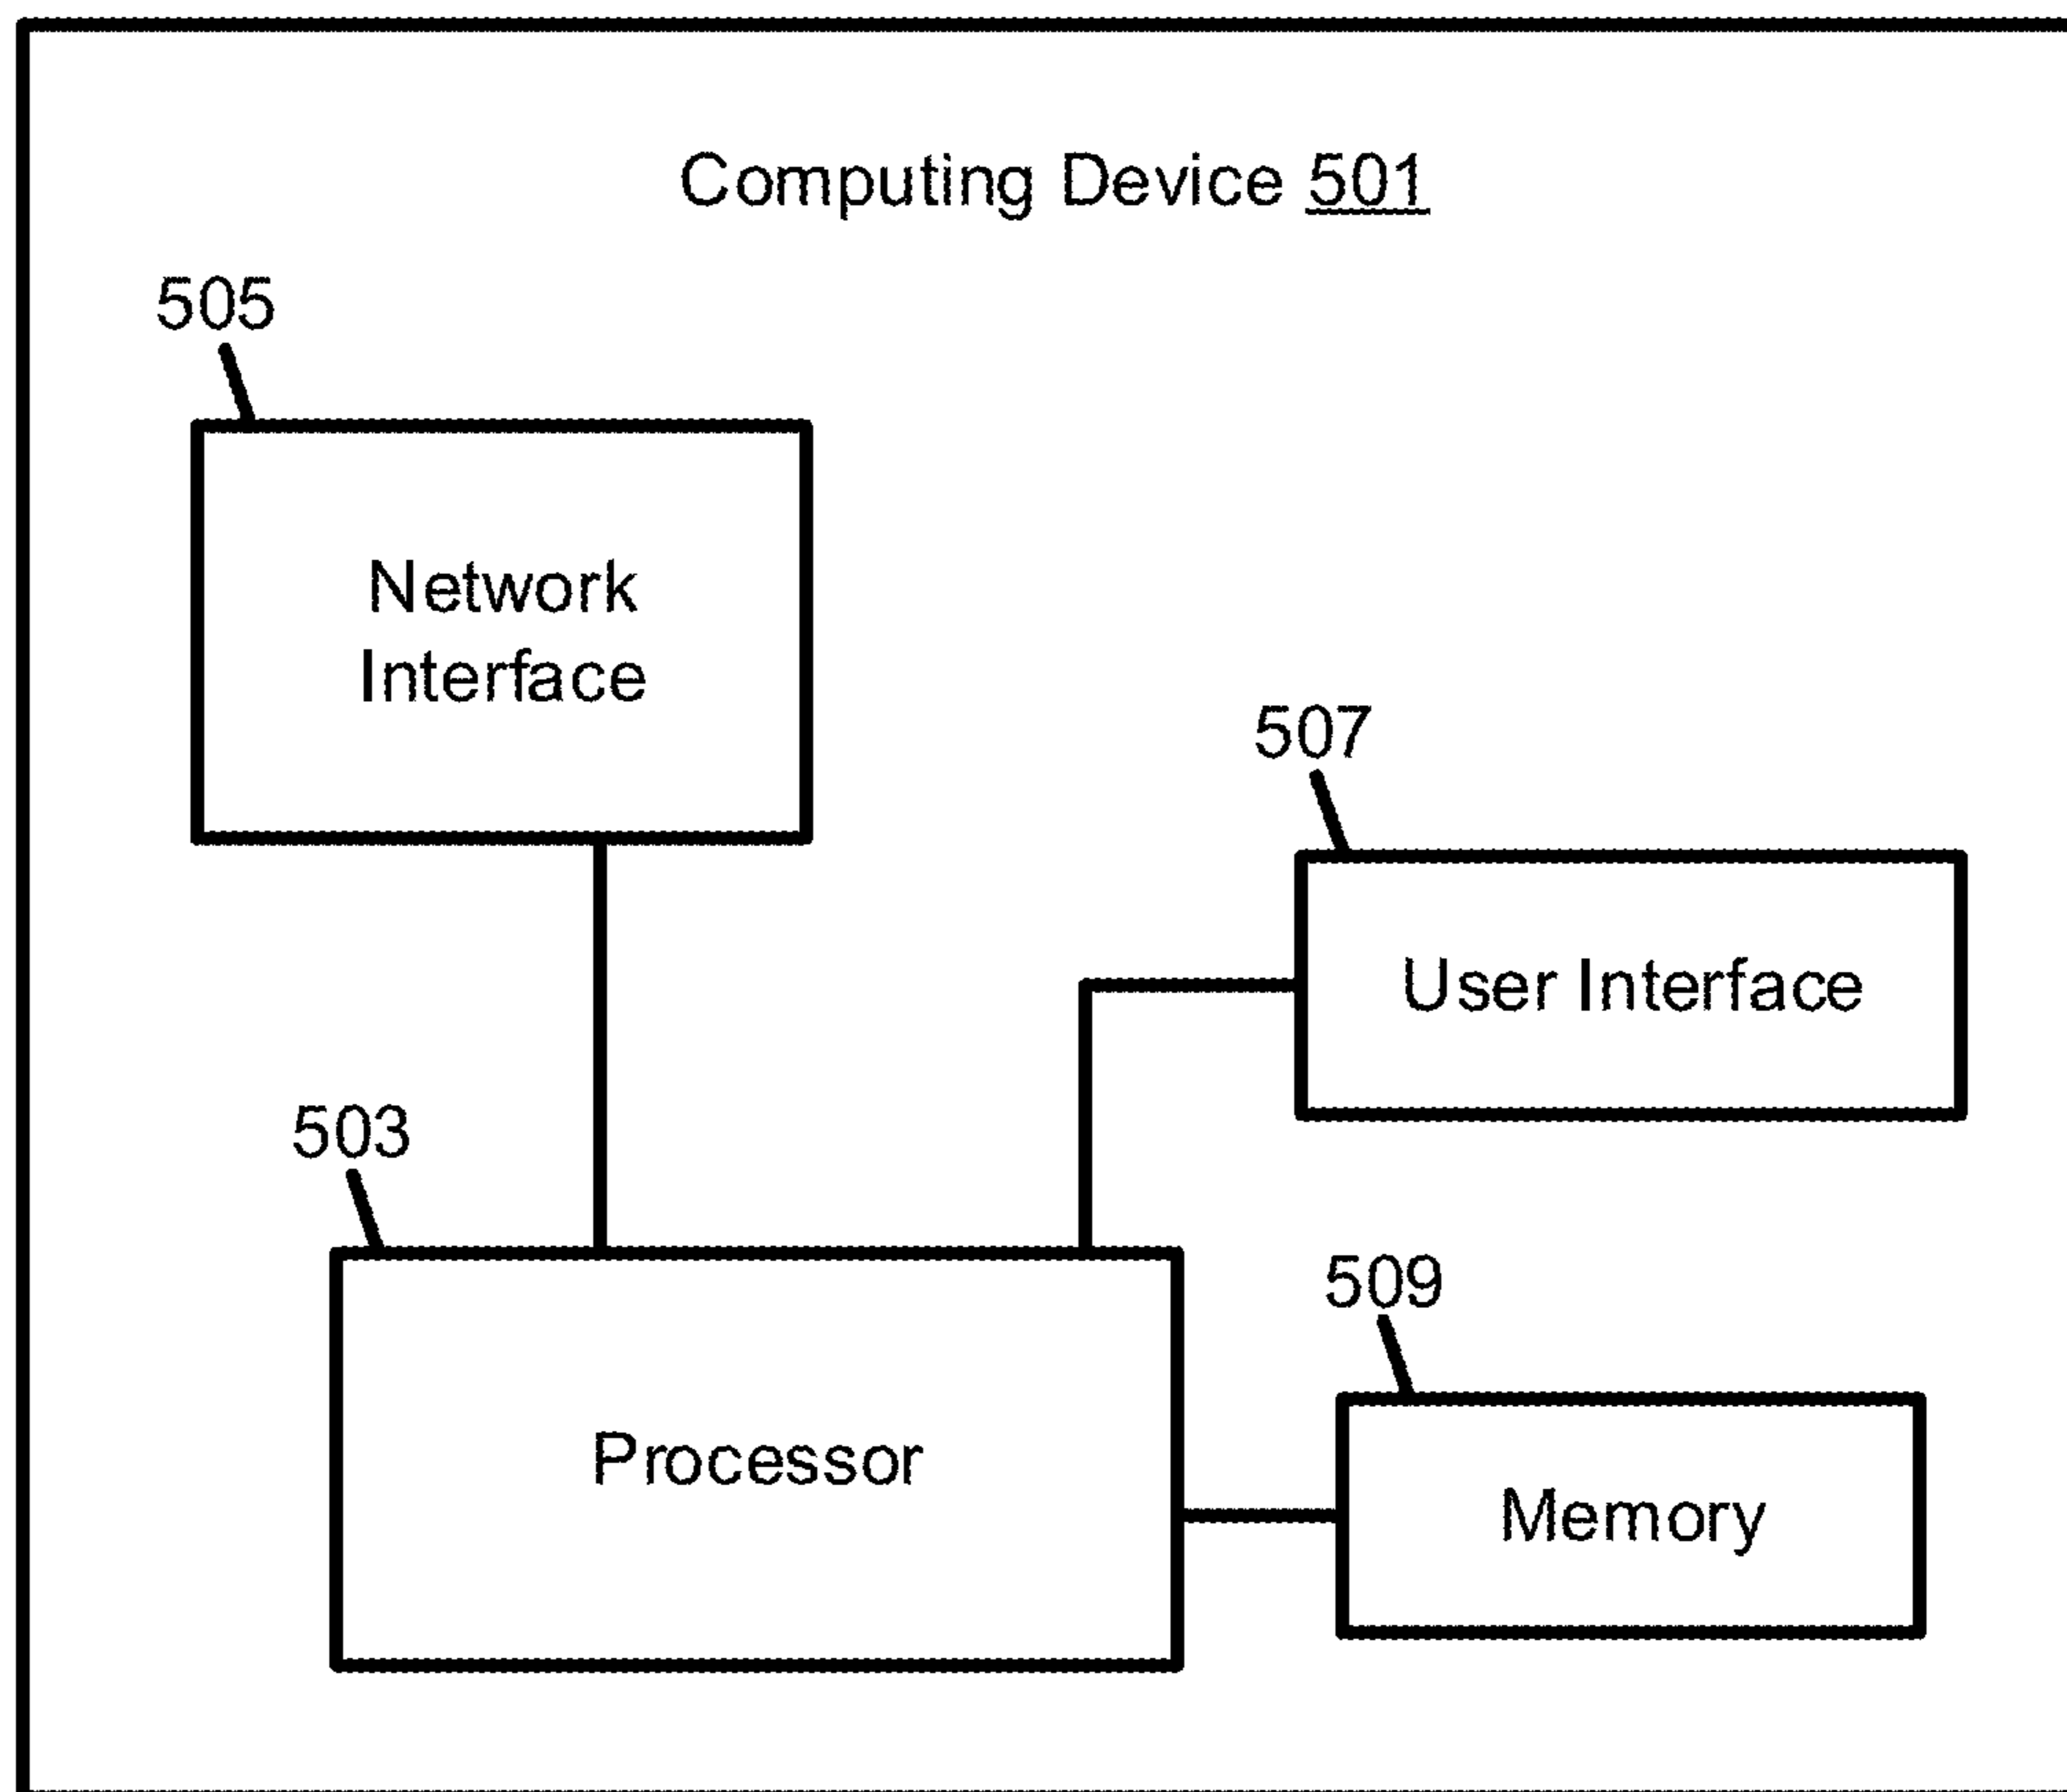 Computing Device 501
505
Network
Interface
507
User Interface
503
Processor
509
Memory